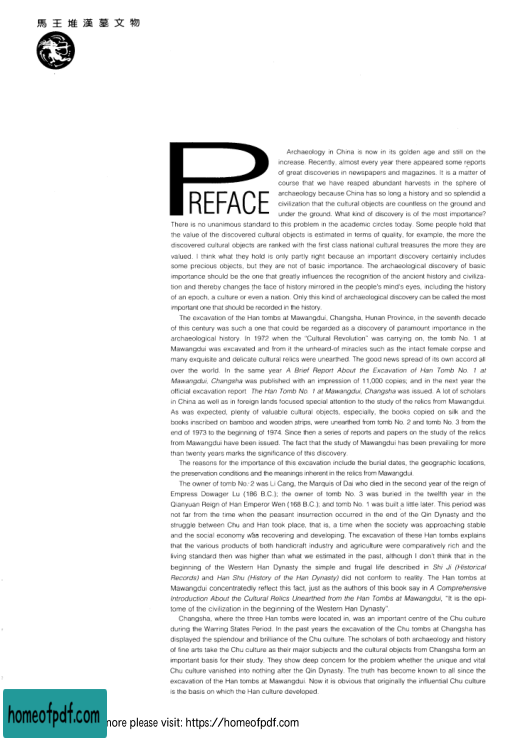 馬王堆漢墓文物
PREFACE
Archaeology in China is now in its golden age and still on the
increase. Recently, almost every year there appeared some reports
of great discoveries in newspapers and magazines. It is a matter of
course that we have reaped abundant harvests in the sphere of
archaeology because China has so long a history and so splendid a
civilization that the cultural objects are countless on the ground and
under the ground. What kind of discovery is of the most importance?
There is no unanimous standard to this problem in the academic circles today. Some people hold that
the value of the discovered cultural objects is estimated in terms of quality, for example, the more the
discovered cultural objects are ranked with the first class national cultural treasures the more they are
valued. I think what they hold is only partly right because an important discovery certainly includes
some precious objects, but they are not of basic importance. The archaeological discovery of basic
importance should be the one that greatly influences the recognition of the ancient history and civiliza-
tion and thereby changes the face of history mirrored in the people's mind's eyes, including the history
of an epoch, a culture or even a nation. Only this kind of archaeological discovery can be called the most
important one that should be recorded in the history.
The excavation of the Han tombs at Mawangdui, Changsha, Hunan Province, in the seventh decade
of this century was such a one that could be regarded as a discovery of paramount importance in the
archaeological history. In 1972 when the "Cultural Revolution" was carrying on, the tomb No. 1 at
Mawangdui was excavated and from it the unheard-of miracles such as the intact female corpse and
many exquisite and delicate cultural relics were unearthed. The good news spread of its own accord all
over the world. In the same year A Brief Report About the Excavation of Han Tomb No. 1 at
Mawangdui, Changsha was published with an impression of 11,000 copies; and in the next year the
official excavation report The Han Tomb No. 1 at Mawangdui, Changsha was issued. A lot of scholars
in China as well as in foreign lands focused special attention to the study of the relics from Mawangdui.
As was expected, plenty of valuable cultural objects, especially, the books copied on silk and the
books inscribed on bamboo and wooden strips, were unearthed from tomb No. 2 and tomb No. 3 from the
end of 1973 to the beginning of 1974. Since then a series of reports and papers on the study of the relics
from Mawangdui have been issued. The fact that the study of Mawangdui has been prevailing for more
than twenty years marks the significance of this discovery.
The reasons for the importance of this excavation include the burial dates, the geographic locations,
the preservation conditions and the meanings inherent in the relics from Mawangdui.
The owner of tomb No. 2 was Li Cang, the Marquis of Dai who died in the second year of the reign of
Empress Dowager Lu (186 B.C.); the owner of tomb No. 3 was buried in the twelfth year in the
Qianyuan Reign of Han Emperor Wen (168 B.C.); and tomb No. 1 was built a little later. This period was
not far from the time when the peasant insurrection occurred in the end of the Qin Dynasty and the
struggle between Chu and Han took place, that is, a time when the society was approaching stable
and the social economy was recovering and developing. The excavation of these Han tombs explains
that the various products of both handicraft industry and agriculture were comparatively rich and the
living standard then was higher than what we estimated in the past, although I don't think that in the
beginning of the Western Han Dynasty the simple and frugal life described in Shi Ji (Historical
Records) and Han Shu (History of the Han Dynasty) did not conform to reality. The Han tombs at
Mawangdui concentratedly reflect this fact, just as the authors of this book say in A Comprehensive
Introduction About the Cultural Relics Unearthed from the Han Tombs at Mawangdui, "It is the epi-
tome of the civilization in the beginning of the Western Han Dynasty".
Changsha, where the three Han tombs were located in, was an important centre of the Chu culture
during the Warring States Period. In the past years the excavation of the Chu tombs at Changsha has
displayed the splendour and brilliance of the Chu culture. The scholars of both archaeology and history
of fine arts take the Chu culture as their major subjects and the cultural objects from Changsha form an
important basis for their study. They show deep concern for the problem whether the unique and vital
Chu culture vanished into nothing after the Qin Dynasty. The truth has become known to all since the
excavation of the Han tombs at Mawangdui. Now it is obvious that originally the influential Chu culture
is the basis on which the Han culture developed.
homeofpdf.com
more please visit: https://homeofpdf.com